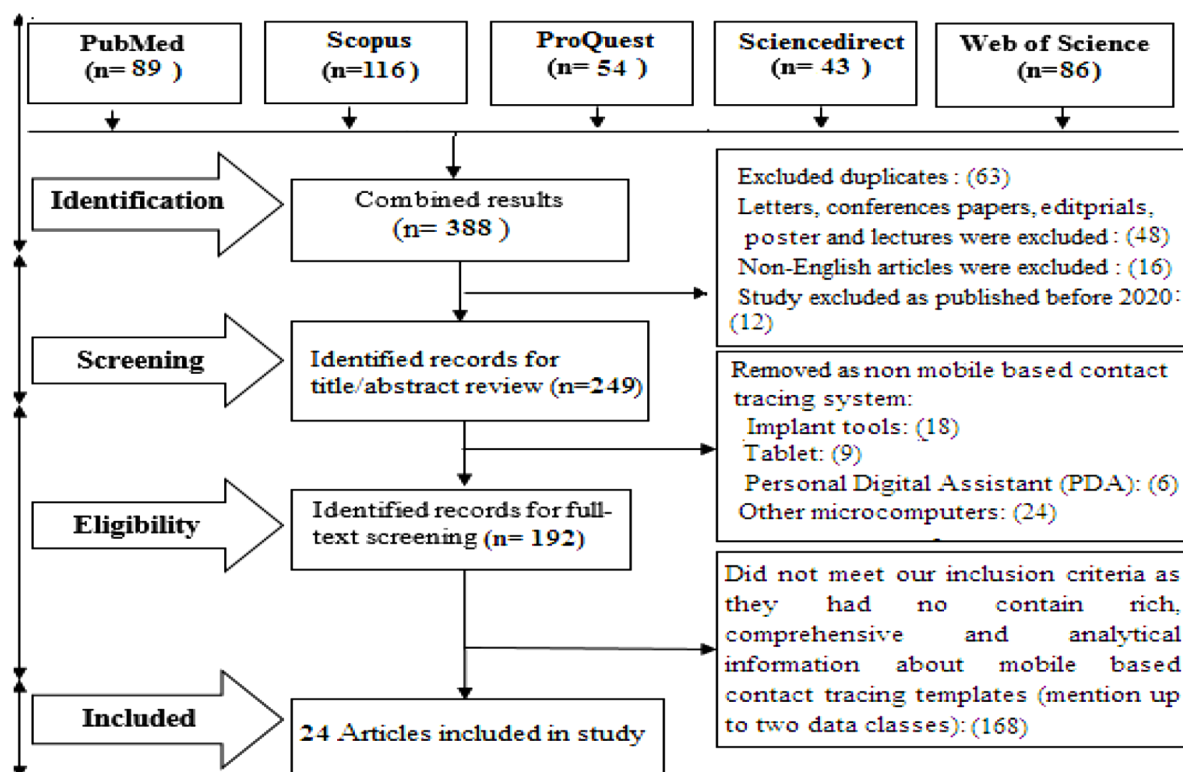 PubMed
(n= 89 )
Scopus
(n=116)
ProQuest
(n= 54 )
Sciencedirect
(n= 43 )
Web of Science
(n=86)
Identification
Combined results
(n= 388 )
Excluded duplicates : (63)
Letters, conferences papers, editprials,
poster and lectures were excluded : (48)
Non-English articles were excluded : (16)
Study excluded as published before 2020:
(12)
Screening
Identified records for
title/abstract review (n=249)
Removed as non mobile based contact
tracing system:
Implant tools: (18)
Tablet: (9)
Personal Digital Assistant (PDA): (6)
Other microcomputers: (24)
Eligibility
Identified records for full-
text screening (n= 192)
Did not meet our inclusion criteria as
they had no contain rich,
comprehensive and analytical
information about mobile based
contact tracing templates (mention up
to two data classes): (168)
Included
24 Articles included in study